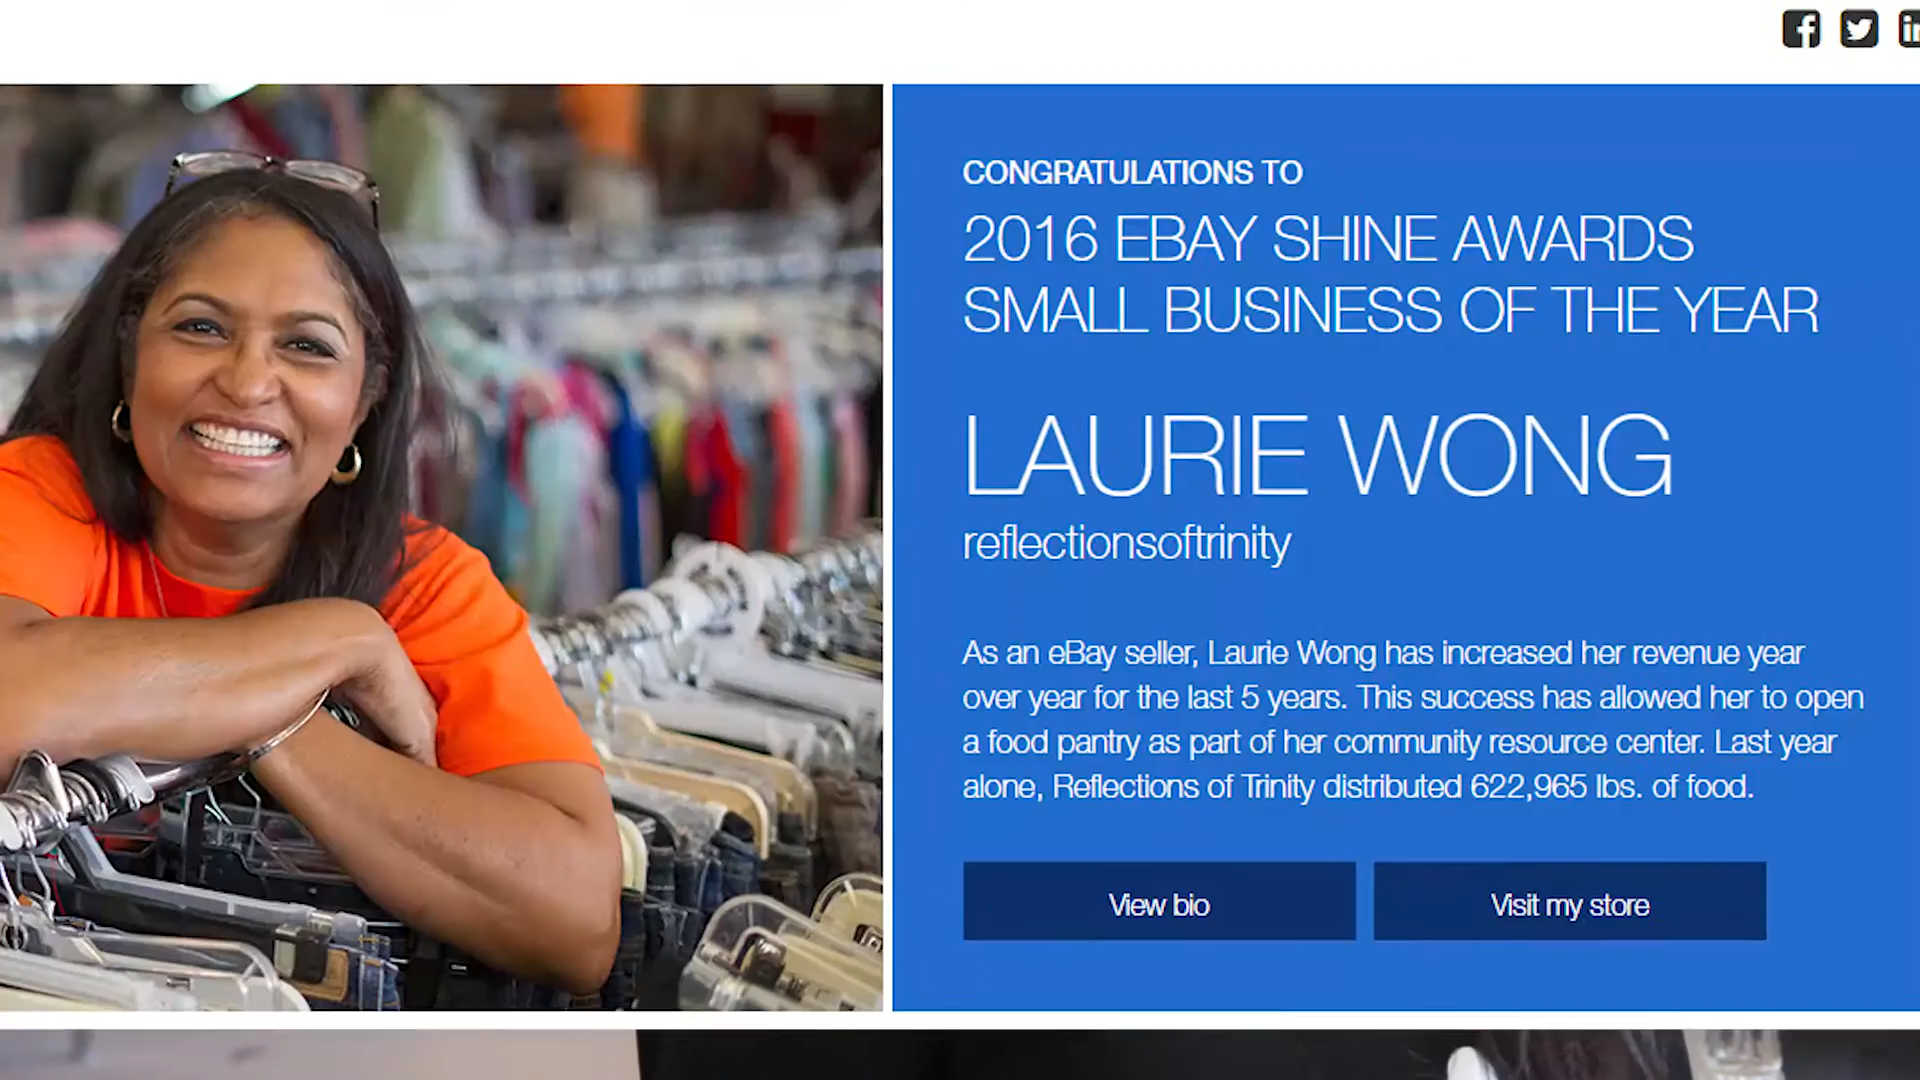 CONGRATULATIONS TO
2016 EBAY SHINE AWARDS
SMALL BUSINESS OF THE YEAR
LAURIE WONG
reflectionsoftrinity
As an eBay seller, Laurie Wong has increased her revenue year
over year for the last 5 years. This success has allowed her to open
a food pantry as part of her community resource center. Last year
alone, Reflections of Trinity distributed 622,965 lbs. of food.
View bio
Visit my store